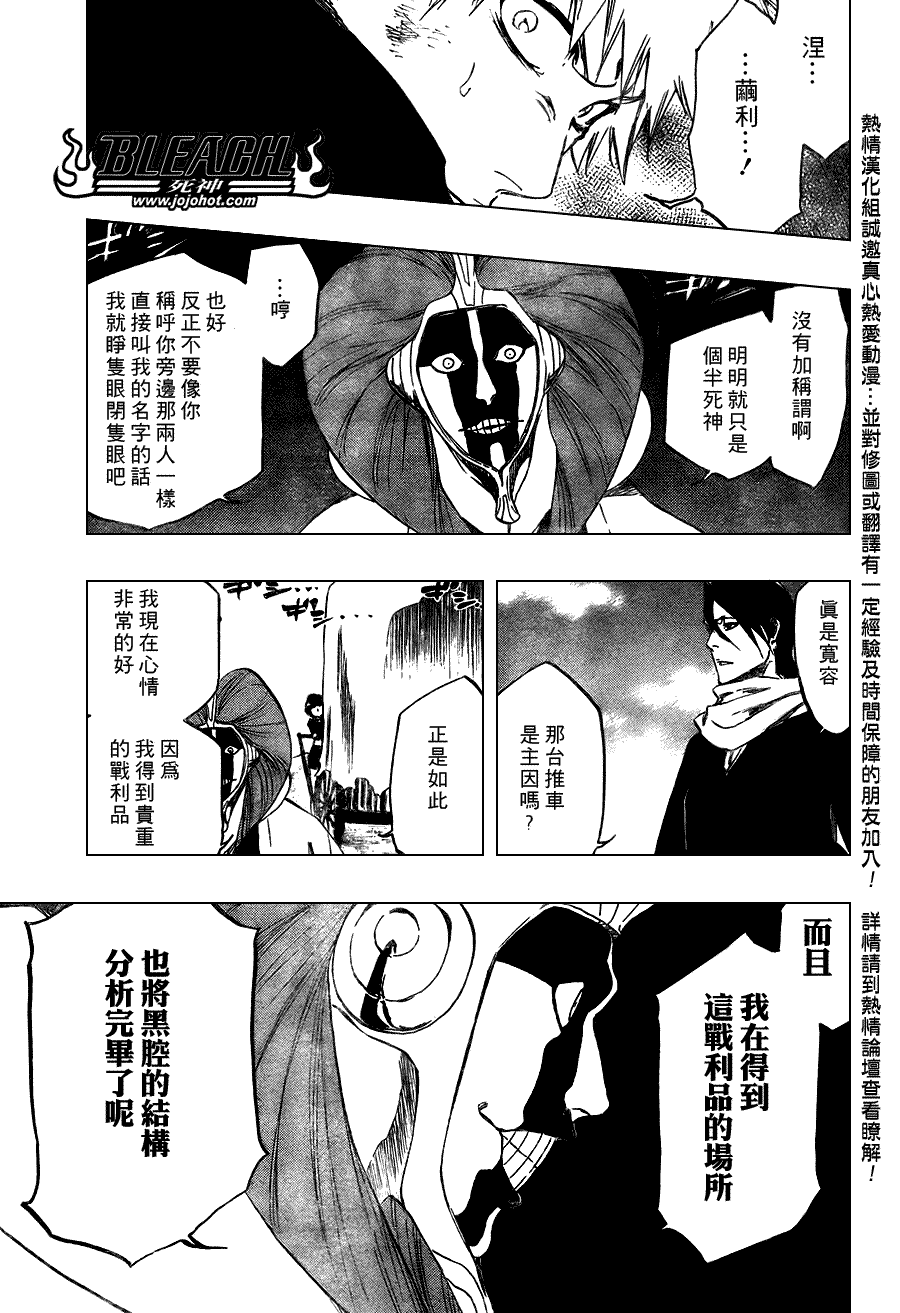 涅…
…繭利…！
BLEACH
死神
www.jojohot.com
沒有加稱謂啊
明明就只是
個半死神
…哼
也好
反正不要像你
稱呼你旁邊那兩人一樣
直接叫我的名字的話
我就睜隻眼閉隻眼吧
眞是寬容
那台推車
是主因嗎？
ギシ…
ギシ…
正是如此
我現在心情
非常的好
因爲
我得到貴重
的戰利品
而且
我在得到
這戰利品的場所
也將黑腔的結構
分析完畢了呢
熱情漢化組誠邀真心熱愛動漫…並對修圖或翻譯有一定經驗及時間保障的朋友加入！ 詳情請到熱情論壇查看瞭解！